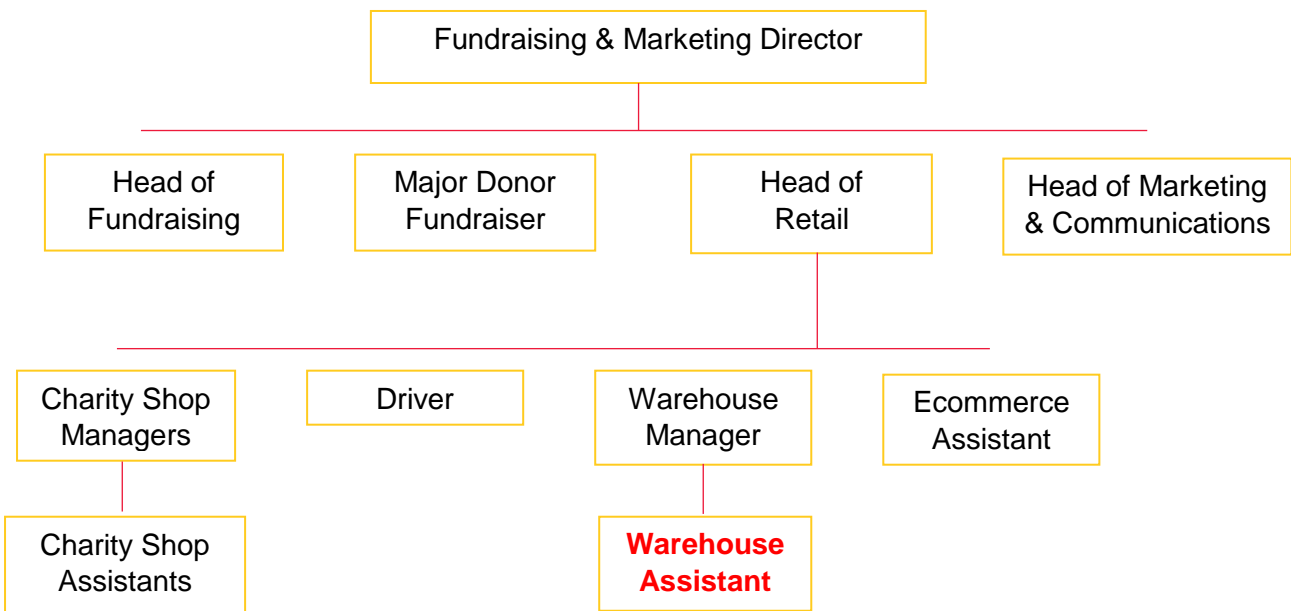 Fundraising & Marketing Director
Head of
Fundraising
Major Donor
Fundraiser
Head of
Retail
Head of Marketing
& Communications
Charity Shop
Managers
Driver
Warehouse
Manager
Ecommerce
Assistant
Charity Shop
Assistants
Warehouse
Assistant